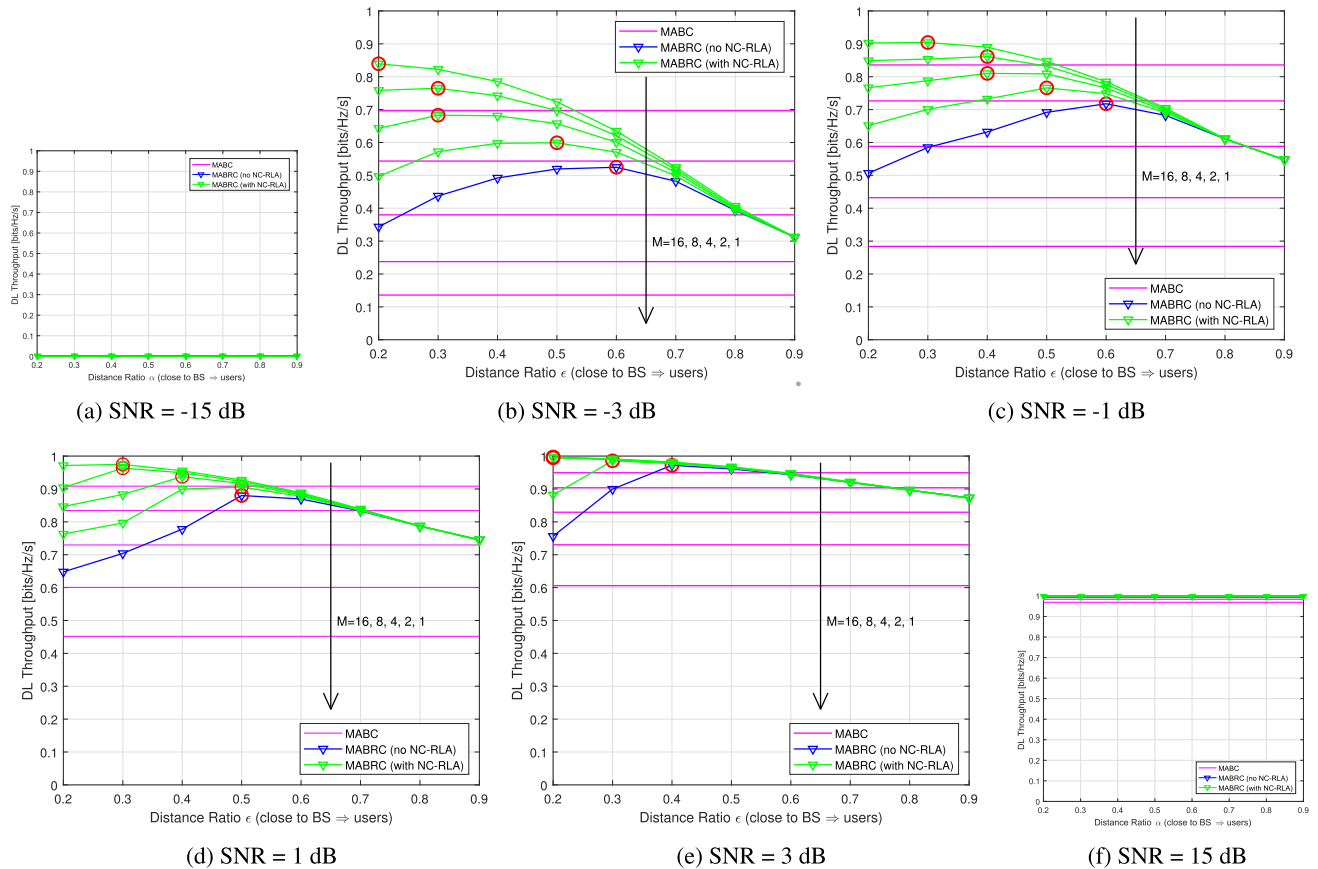 MABC
MABRC (no NC-RLA)
MABRC (with NC-RLA)
DL Throughput [bits/Hz/s]
1
0.9
0.8
0.7
0.6
0.5
0.4
0.3
0.2
0.1
0
0.2 0.3 0.4 0.5 0.6 0.7 0.8 0.9
Distance Ratio α (close to BS ⇒ users)
(a) SNR = -15 dB
MABC
MABRC (no NC-RLA)
MABRC (with NC-RLA)
DL Throughput [bits/Hz/s]
1
0.9
0.8
0.7
0.6
0.5
0.4
0.3
0.2
0.1
0
M=16, 8, 4, 2, 1
0.2 0.3 0.4 0.5 0.6 0.7 0.8 0.9
Distance Ratio ϵ (close to BS ⇒ users)
(b) SNR = -3 dB
DL Throughput [bits/Hz/s]
1
0.9
0.8
0.7
0.6
0.5
0.4
0.3
0.2
0.1
0
M=16, 8, 4, 2, 1
MABC
MABRC (no NC-RLA)
MABRC (with NC-RLA)
0.2 0.3 0.4 0.5 0.6 0.7 0.8 0.9
Distance Ratio ϵ (close to BS ⇒ users)
(c) SNR = -1 dB
DL Throughput [bits/Hz/s]
1
0.9
0.8
0.7
0.6
0.5
0.4
0.3
0.2
0.1
0
M=16, 8, 4, 2, 1
MABC
MABRC (no NC-RLA)
MABRC (with NC-RLA)
0.2 0.3 0.4 0.5 0.6 0.7 0.8 0.9
Distance Ratio ϵ (close to BS ⇒ users)
(d) SNR = 1 dB
DL Throughput [bits/Hz/s]
1
0.9
0.8
0.7
0.6
0.5
0.4
0.3
0.2
0.1
0
M=16, 8, 4, 2, 1
MABC
MABRC (no NC-RLA)
MABRC (with NC-RLA)
0.2 0.3 0.4 0.5 0.6 0.7 0.8 0.9
Distance Ratio ϵ (close to BS ⇒ users)
(e) SNR = 3 dB
DL Throughput [bits/Hz/s]
1
0.9
0.8
0.7
0.6
0.5
0.4
0.3
0.2
0.1
0
MABC
MABRC (no NC-RLA)
MABRC (with NC-RLA)
0.2 0.3 0.4 0.5 0.6 0.7 0.8 0.9
Distance Ratio α (close to BS ⇒ users)
(f) SNR = 15 dB